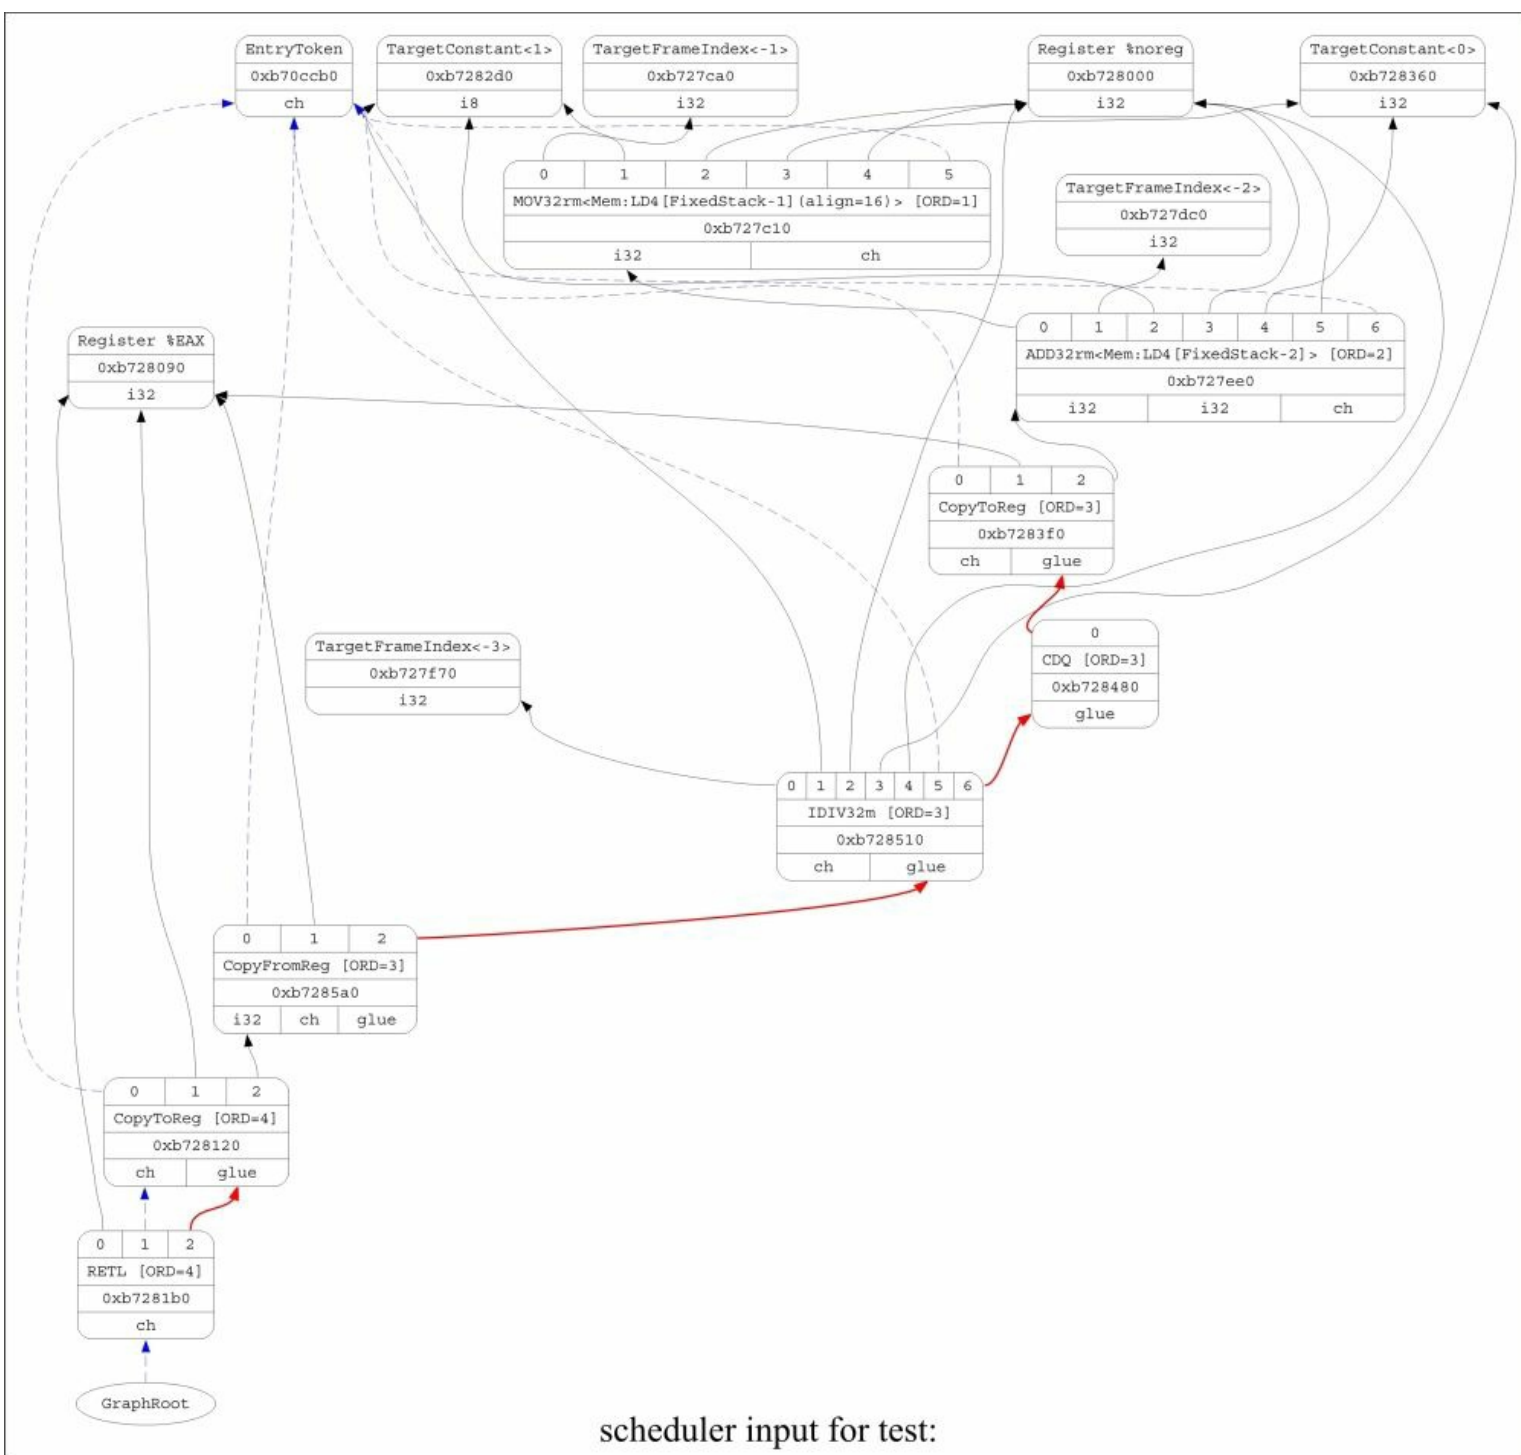 EntryToken
0xb70ccb0
ch
TargetConstant<1>
0xb7282d0
i8
TargetFrameIndex<-1>
0xb727ca0
i32
Register %noreg
0xb728000
i32
TargetConstant<0>
0xb728360
i32
0 1 2 3 4 5
MOV32rm<Mem:LD4[FixedStack-1](align=16)> [ORD=1]
0xb727c10
i32 ch
TargetFrameIndex<-2>
0xb727dc0
i32
0 1 2 3 4 5 6
ADD32rm<Mem:LD4[FixedStack-2]> [ORD=2]
0xb727ee0
i32 i32 ch
Register %EAX
0xb728090
i32
0 1 2
CopyToReg [ORD=3]
0xb7283f0
ch glue
0
CDQ [ORD=3]
0xb728480
glue
TargetFrameIndex<-3>
0xb727f70
i32
0 1 2 3 4 5 6
IDIV32m [ORD=3]
0xb728510
ch glue
0 1 2
CopyFromReg [ORD=3]
0xb7285a0
i32 ch glue
0 1 2
CopyToReg [ORD=4]
0xb728120
ch glue
0 1 2
RETL [ORD=4]
0xb7281b0
ch
GraphRoot
scheduler input for test: